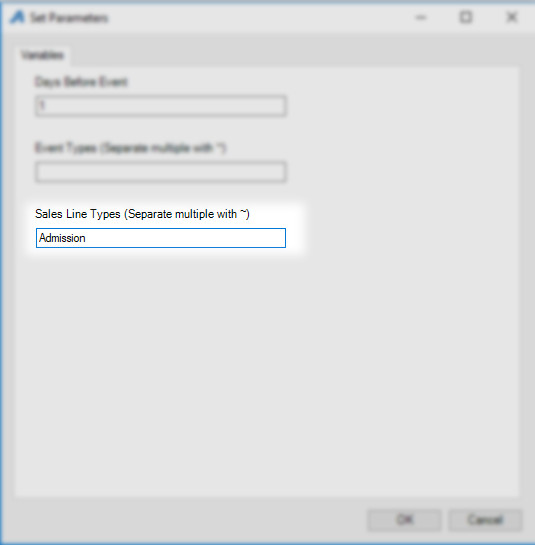 Set Parameters
Variables
Days Before Event
1
Event Types (Separate multiple with ~)
Sales Line Types (Separate multiple with ~)
Admission
OK
Cancel